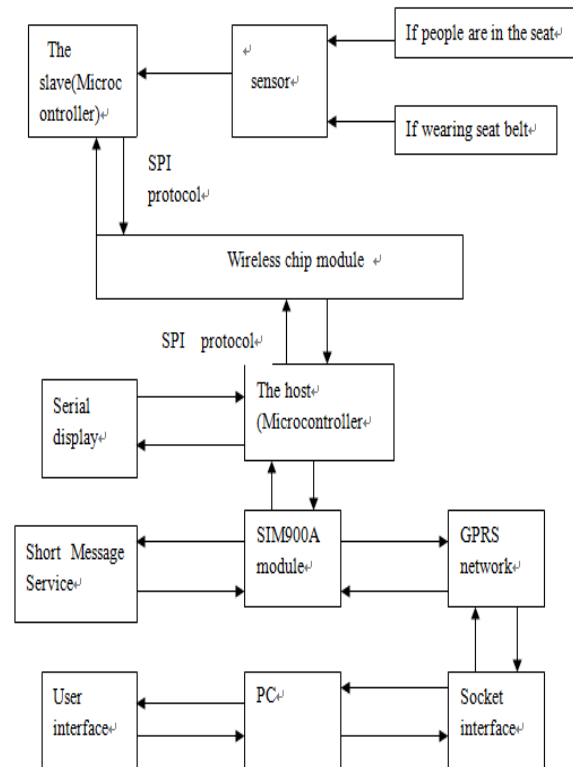 The
slave(Microc
ontroller)↵
↵
sensor
If people are in the seat↵
If wearing seat belt↵
SPI
protocol↵
Wireless chip module ↵
SPI protocol↵
Serial
display↵
The host↵
(Microcontroller
Short Message
Service↵
SIM900A
module↵
GPRS
network↵
User
interface↵
PC↵
Socket
interface↵